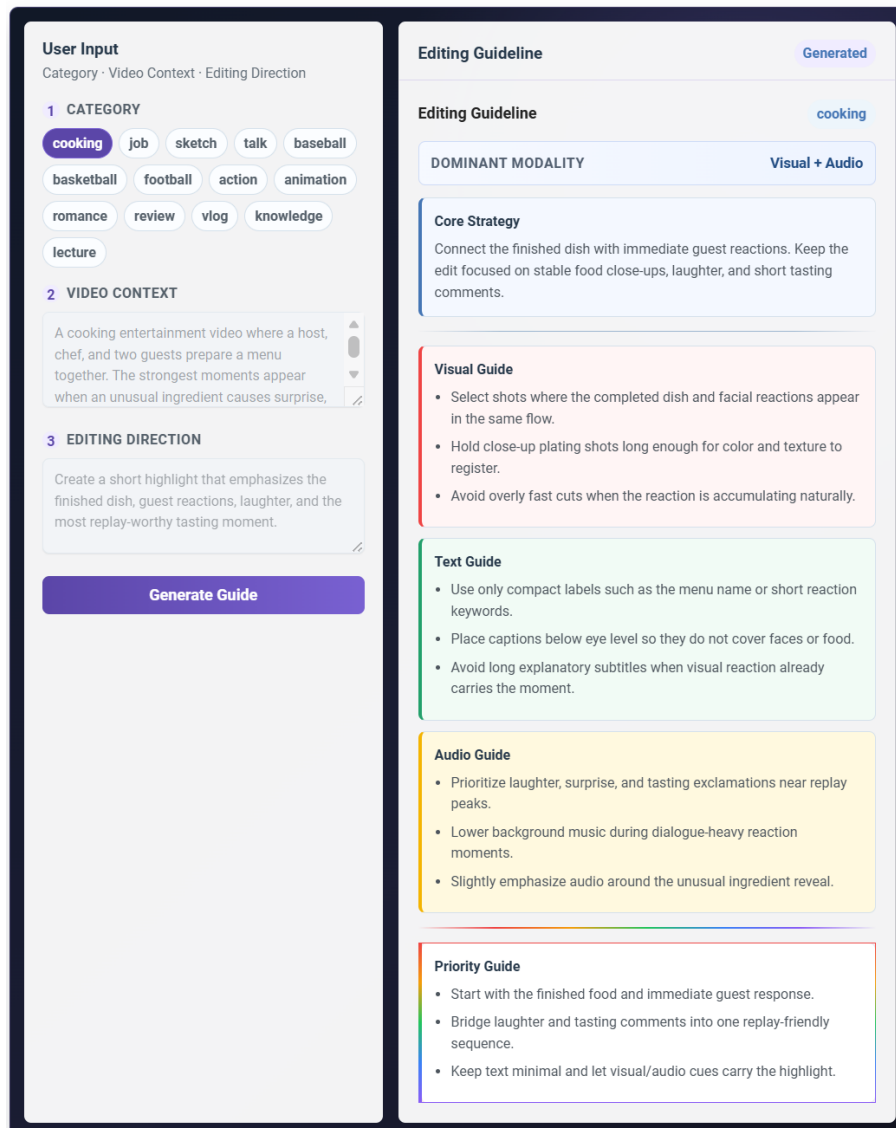 User Input
Category · Video Context · Editing Direction
1 CATEGORY
cooking job sketch talk baseball
basketball football action animation
romance review vlog knowledge
lecture
2 VIDEO CONTEXT
A cooking entertainment video where a host,
chef, and two guests prepare a menu
together. The strongest moments appear
when an unusual ingredient causes surprise,
3 EDITING DIRECTION
Create a short highlight that emphasizes the
finished dish, guest reactions, laughter, and the
most replay-worthy tasting moment.
Generate Guide
Editing Guideline Generated
Editing Guideline cooking
DOMINANT MODALITY Visual + Audio
Core Strategy
Connect the finished dish with immediate guest reactions. Keep the
edit focused on stable food close-ups, laughter, and short tasting
comments.
Visual Guide
• Select shots where the completed dish and facial reactions appear
in the same flow.
• Hold close-up plating shots long enough for color and texture to
register.
• Avoid overly fast cuts when the reaction is accumulating naturally.
Text Guide
• Use only compact labels such as the menu name or short reaction
keywords.
• Place captions below eye level so they do not cover faces or food.
• Avoid long explanatory subtitles when visual reaction already
carries the moment.
Audio Guide
• Prioritize laughter, surprise, and tasting exclamations near replay
peaks.
• Lower background music during dialogue-heavy reaction
moments.
• Slightly emphasize audio around the unusual ingredient reveal.
Priority Guide
• Start with the finished food and immediate guest response.
• Bridge laughter and tasting comments into one replay-friendly
sequence.
• Keep text minimal and let visual/audio cues carry the highlight.